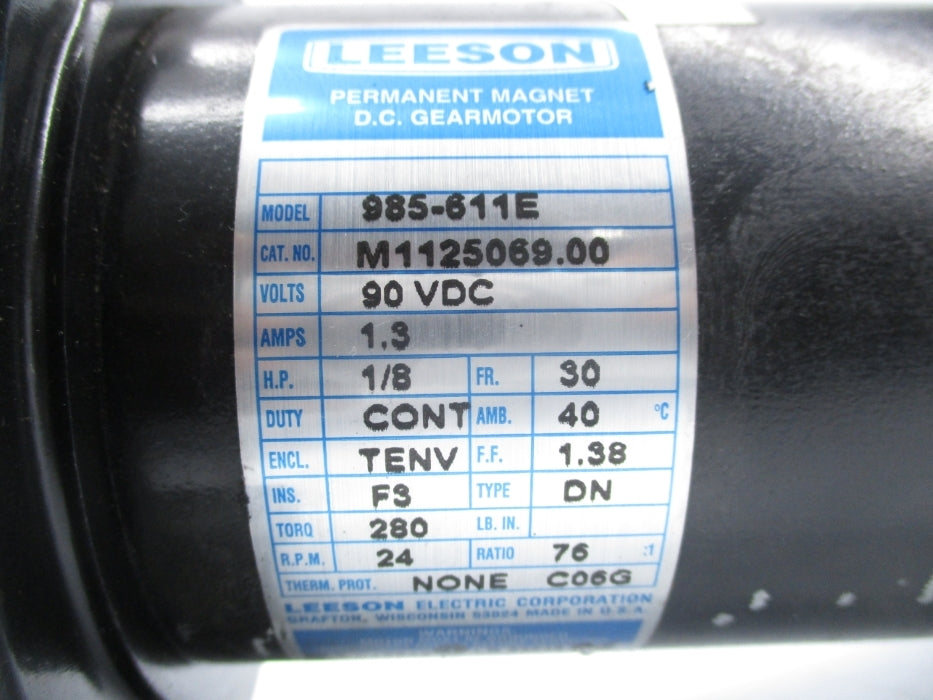 LEESON
PERMANENT MAGNET
D.C. GEARMOTOR
MODEL 985-611E
CAT. NO. M1125069.00
VOLTS 90 VDC
AMPS 1.3
H.P. 1/8 FR. 30
DUTY CONT AMB. 40 °C
ENCL. TENV F.F. 1.38
INS. F3 TYPE DN
TORQ 280 LB. IN.
R.P.M. 24 RATIO 76 :1
THERM. PROT. NONE C06G
LEESON ELECTRIC CORPORATION
GRAFTON, WISCONSIN 53024 MADE IN U.S.A.
WARNINGS